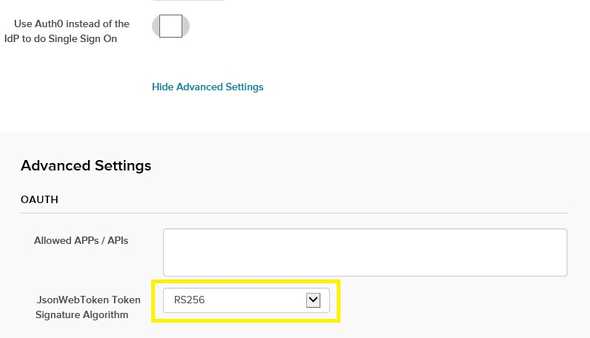 Use Auth0 instead of the
IdP to do Single Sign On
Hide Advanced Settings
Advanced Settings
OAUTH
Allowed APPs / APIs
JsonWebToken Token
Signature Algorithm
RS256